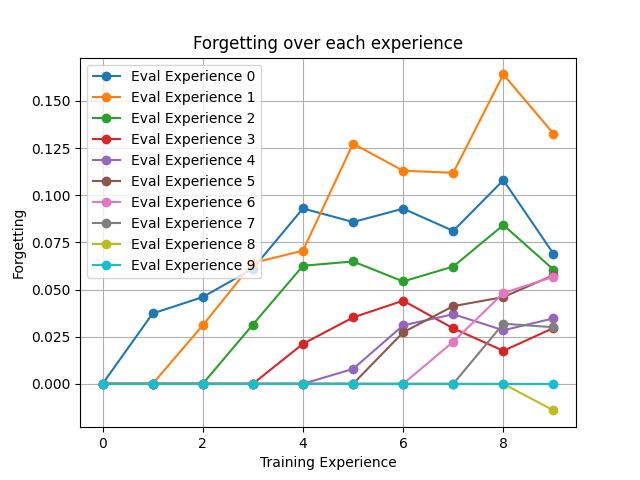 Forgetting over each experience
Eval Experience 0
Eval Experience 1
Eval Experience 2
Eval Experience 3
Eval Experience 4
Eval Experience 5
Eval Experience 6
Eval Experience 7
Eval Experience 8
Eval Experience 9
0.150
0.125
0.100
0.075
0.050
0.025
0.000
Forgetting
0 2 4 6 8
Training Experience